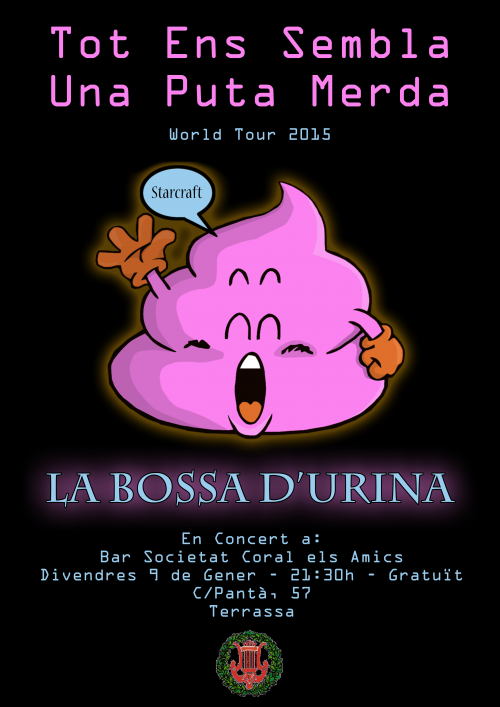 Tot Ens Sembla
Una Puta Merda
World Tour 2015
Starcraft
LA BOSSA D'URINA
En Concert a:
Bar Societat Coral els Amics
Divendres 9 de Gener - 21:30h - Gratuït
C/Pantà, 57
Terrassa